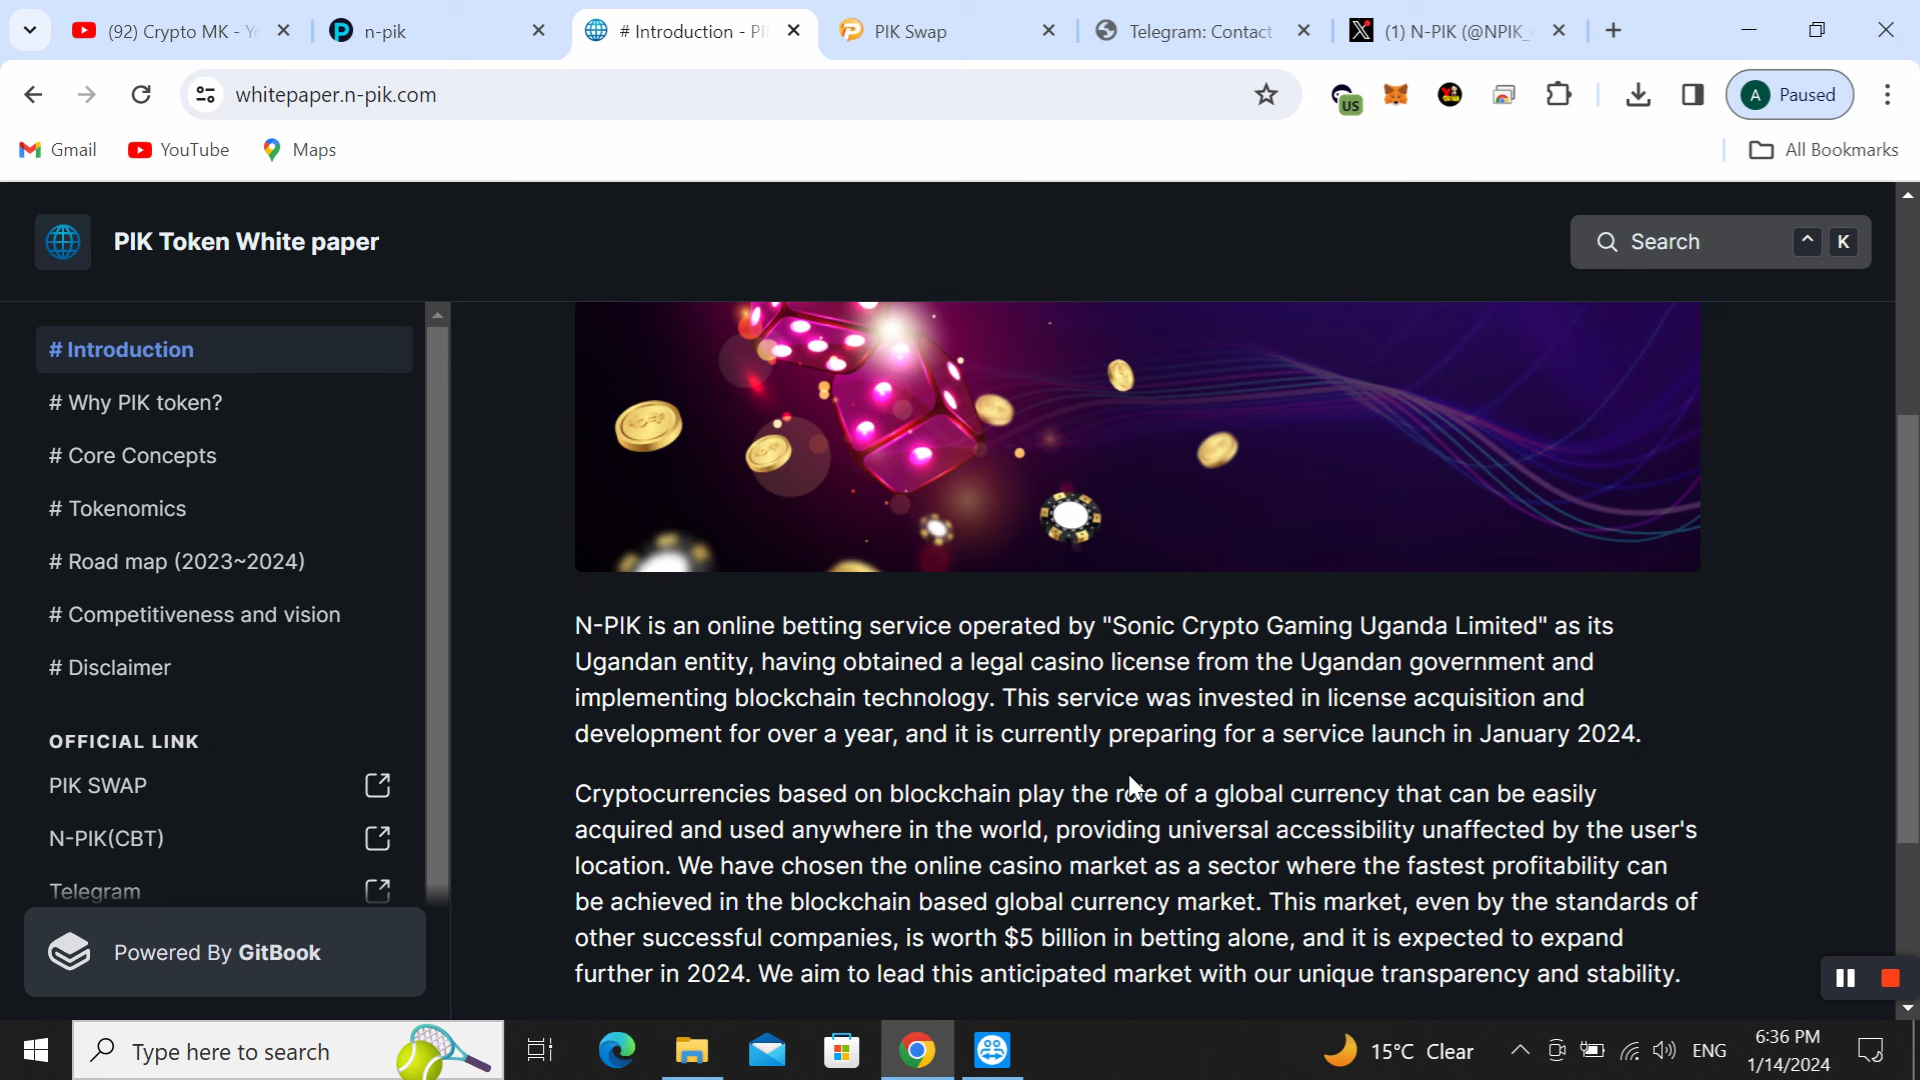 (92) Crypto MK - Y
n-pik
# Introduction - PI
PIK Swap
Telegram: Contact
(1) N-PIK (@NPIK_
whitepaper.n-pik.com
US
A Paused
Gmail
YouTube
Maps
All Bookmarks
PIK Token White paper
Search
^ K
# Introduction
# Why PIK token?
# Core Concepts
# Tokenomics
# Road map (2023~2024)
# Competitiveness and vision
# Disclaimer
OFFICIAL LINK
PIK SWAP
N-PIK(CBT)
Telegram
Powered By GitBook
N-PIK is an online betting service operated by "Sonic Crypto Gaming Uganda Limited" as its
Ugandan entity, having obtained a legal casino license from the Ugandan government and
implementing blockchain technology. This service was invested in license acquisition and
development for over a year, and it is currently preparing for a service launch in January 2024.
Cryptocurrencies based on blockchain play the role of a global currency that can be easily
acquired and used anywhere in the world, providing universal accessibility unaffected by the user's
location. We have chosen the online casino market as a sector where the fastest profitability can
be achieved in the blockchain based global currency market. This market, even by the standards of
other successful companies, is worth $5 billion in betting alone, and it is expected to expand
further in 2024. We aim to lead this anticipated market with our unique transparency and stability.
Type here to search
15°C Clear
ENG
6:36 PM
1/14/2024